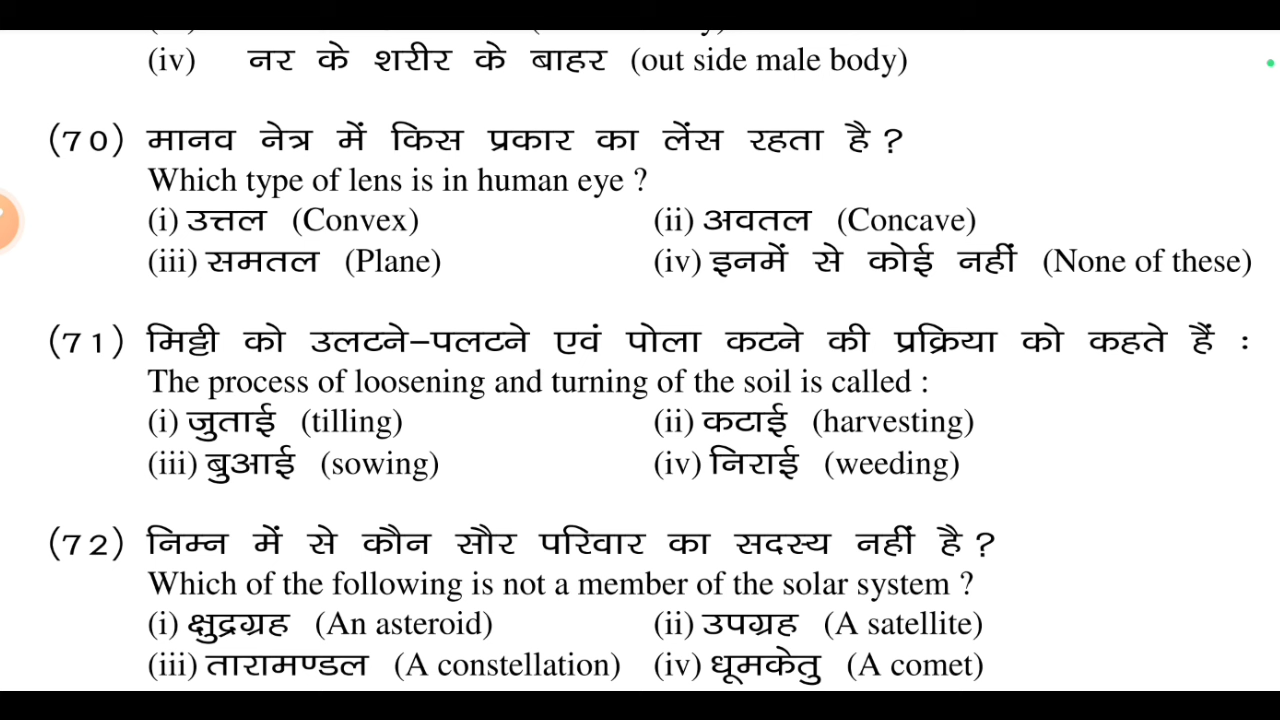 (iv) नर के शरीर के बाहर (out side male body)
(70) मानव नेत्र में किस प्रकार का लेंस रहता है ?
Which type of lens is in human eye ?
(i) उत्तल (Convex) (ii) अवतल (Concave)
(iii) समतल (Plane) (iv) इनमें से कोई नहीं (None of these)
(71) मिट्टी को उलटने–पलटने एवं पोला कटने की प्रक्रिया को कहते हैं :
The process of loosening and turning of the soil is called :
(i) जुताई (tilling) (ii) कटाई (harvesting)
(iii) बुआई (sowing) (iv) निराई (weeding)
(72) निम्न में से कौन सौर परिवार का सदस्य नहीं है ?
Which of the following is not a member of the solar system ?
(i) क्षुद्रग्रह (An asteroid) (ii) उपग्रह (A satellite)
(iii) तारामण्डल (A constellation) (iv) धूमकेतु (A comet)